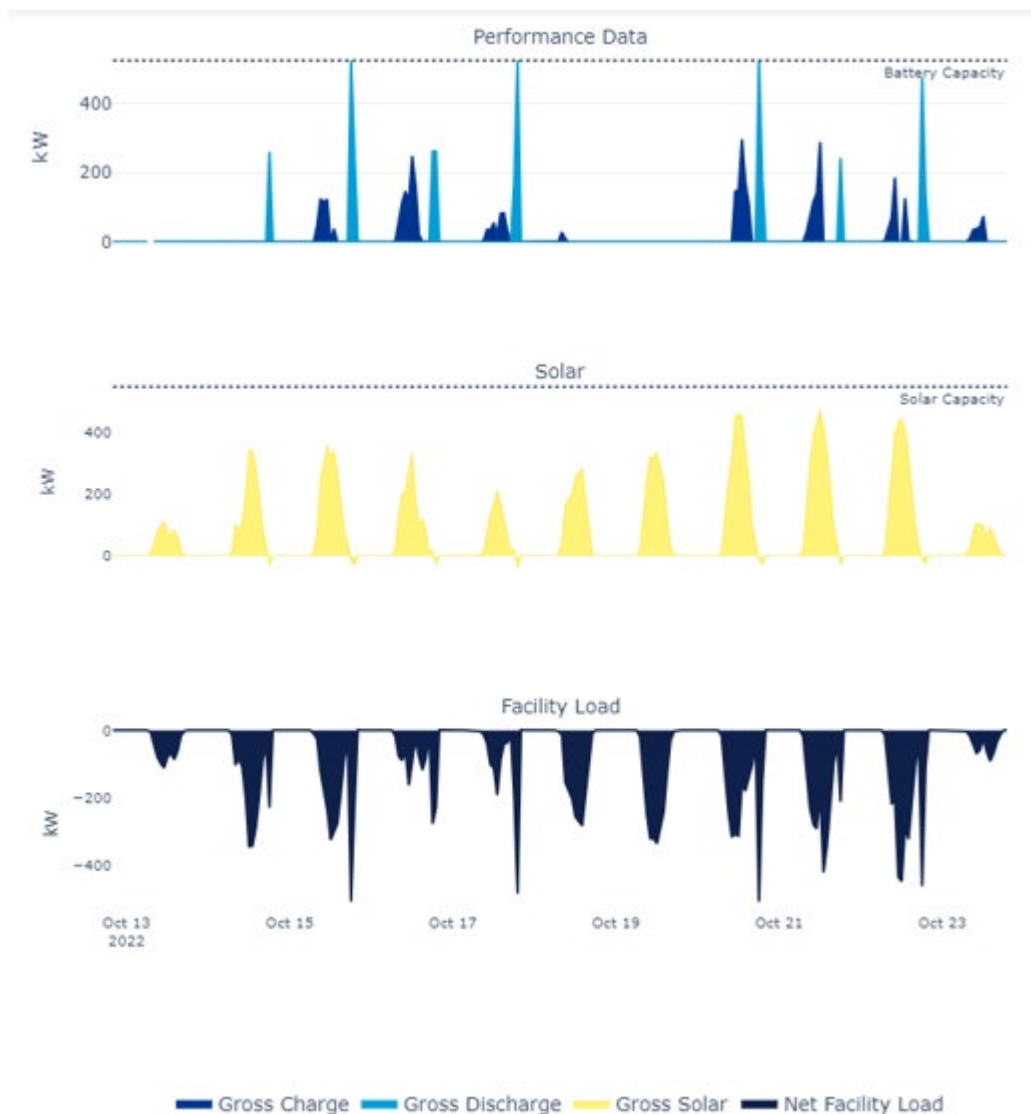 Performance Data
Battery Capacity
kW
400
200
0
Solar
Solar Capacity
kW
400
200
0
Facility Load
kW
0
−200
−400
Oct 13 Oct 15 Oct 17 Oct 19 Oct 21 Oct 23
2022
Gross Charge Gross Discharge Gross Solar Net Facility Load